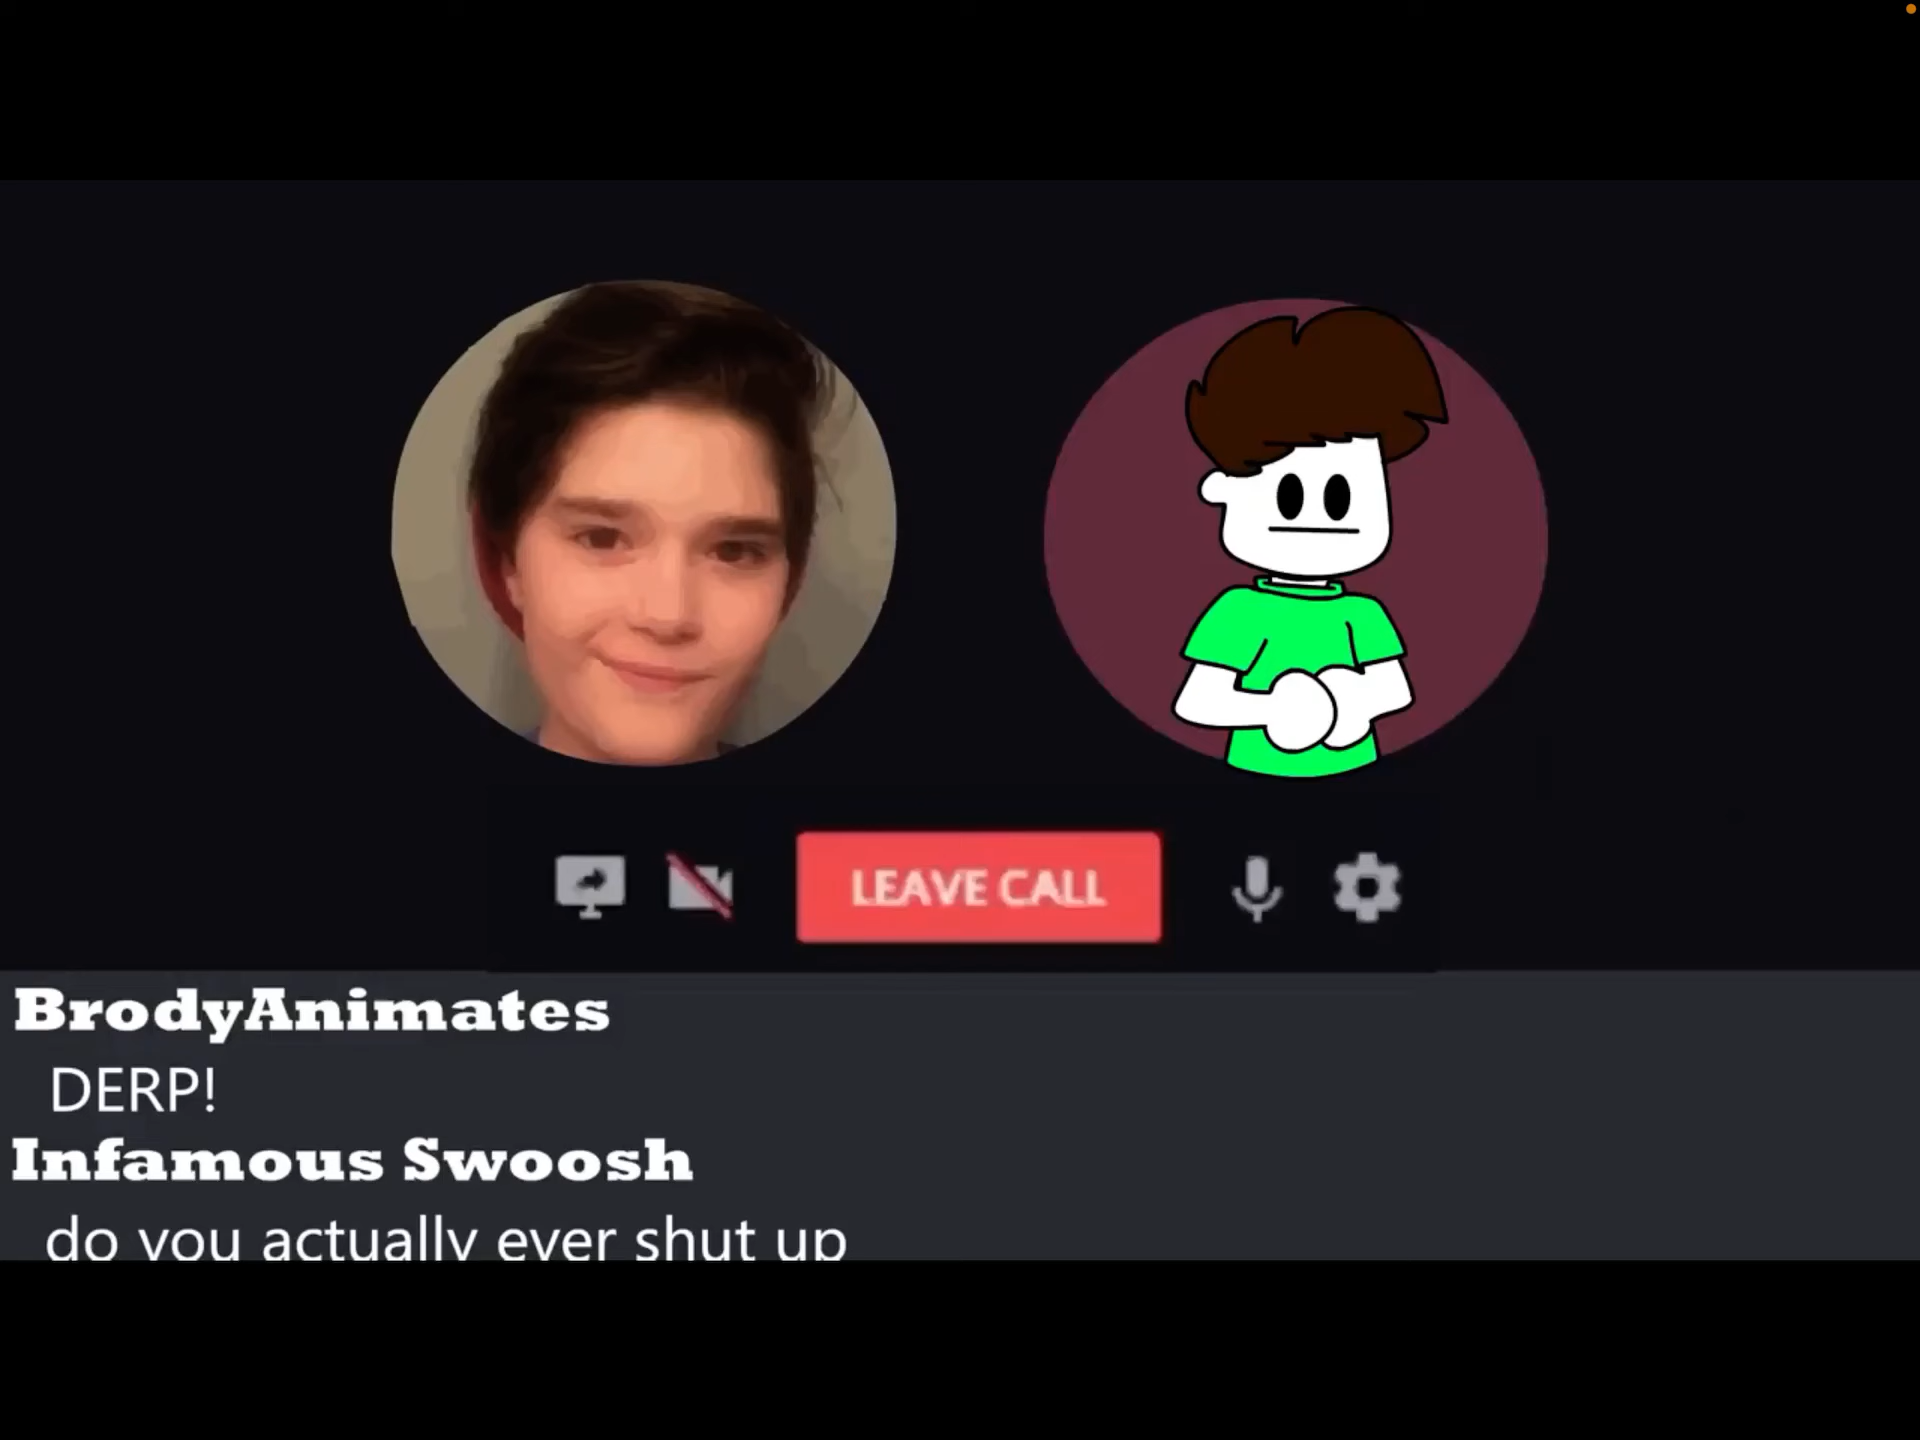 LEAVE CALL
BrodyAnimates
DERP!
Infamous Swoosh
do you actually ever shut up